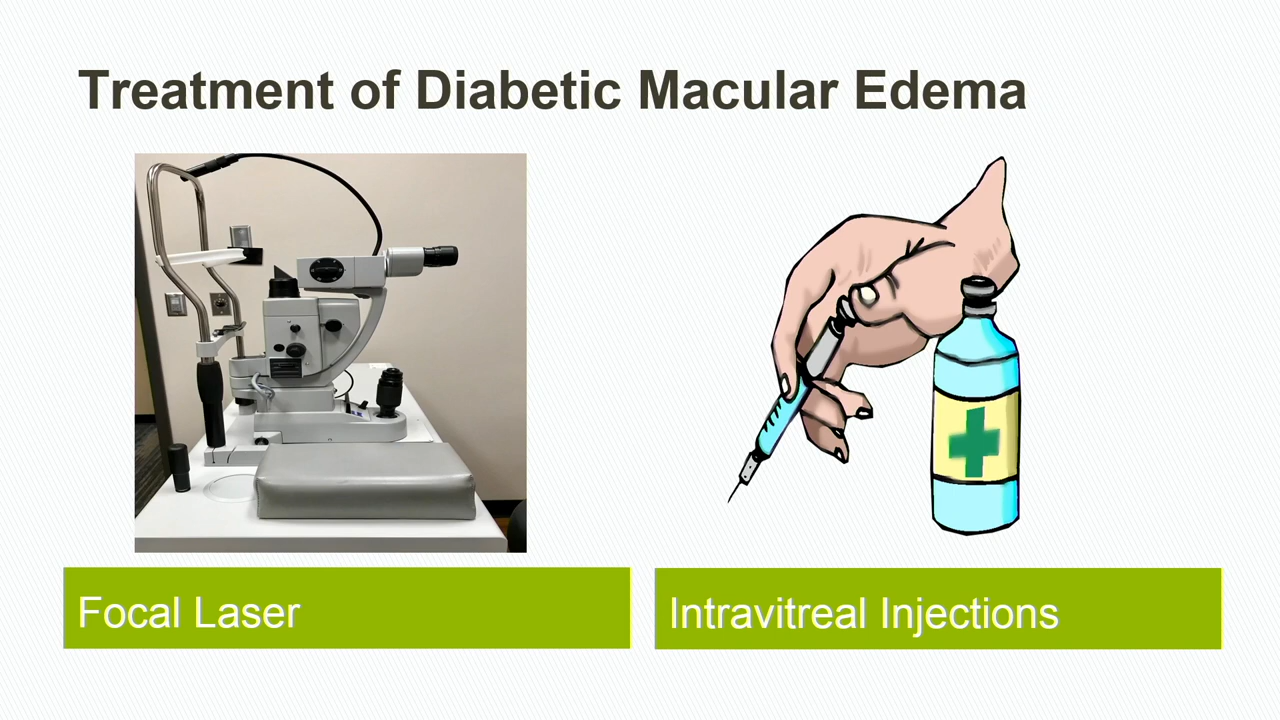 Treatment of Diabetic Macular Edema
Focal Laser
Intravitreal Injections